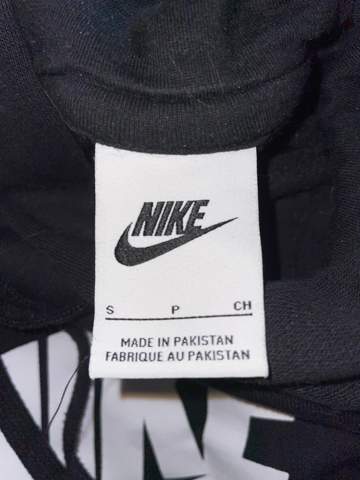 NIKE
S P CH
MADE IN PAKISTAN
FABRIQUE AU PAKISTAN